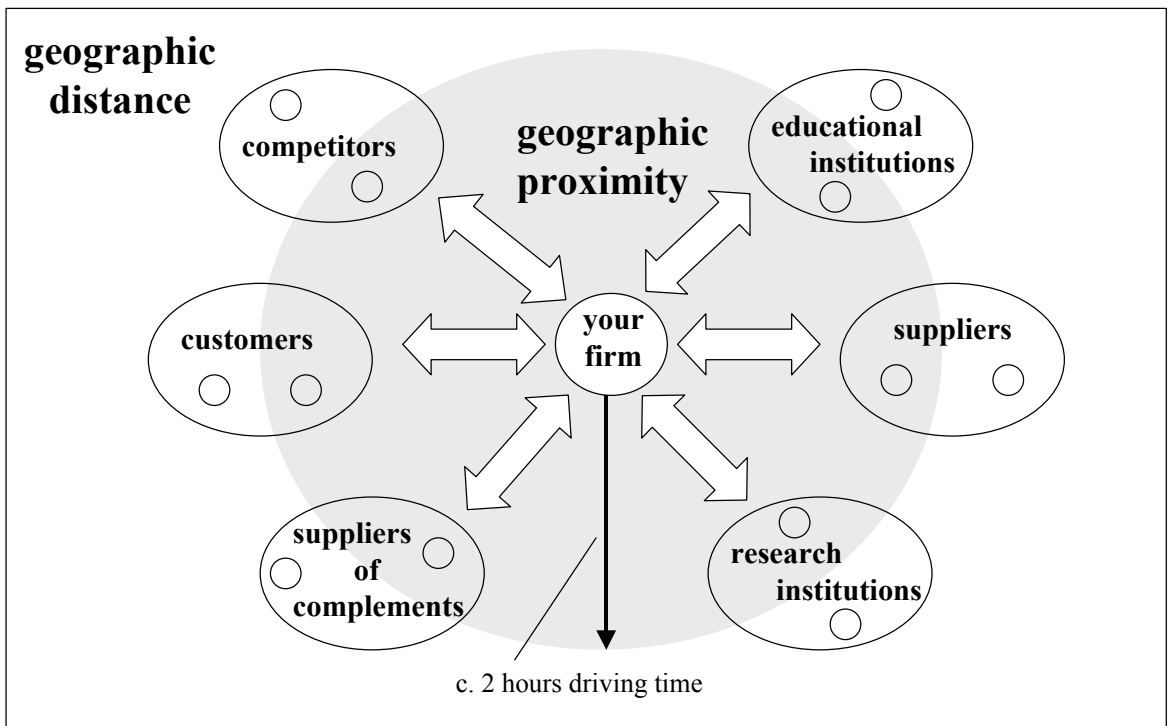 geographic
distance
competitors
geographic
proximity
educational
institutions
customers
your
firm
suppliers
suppliers
of
complements
research
institutions
c. 2 hours driving time